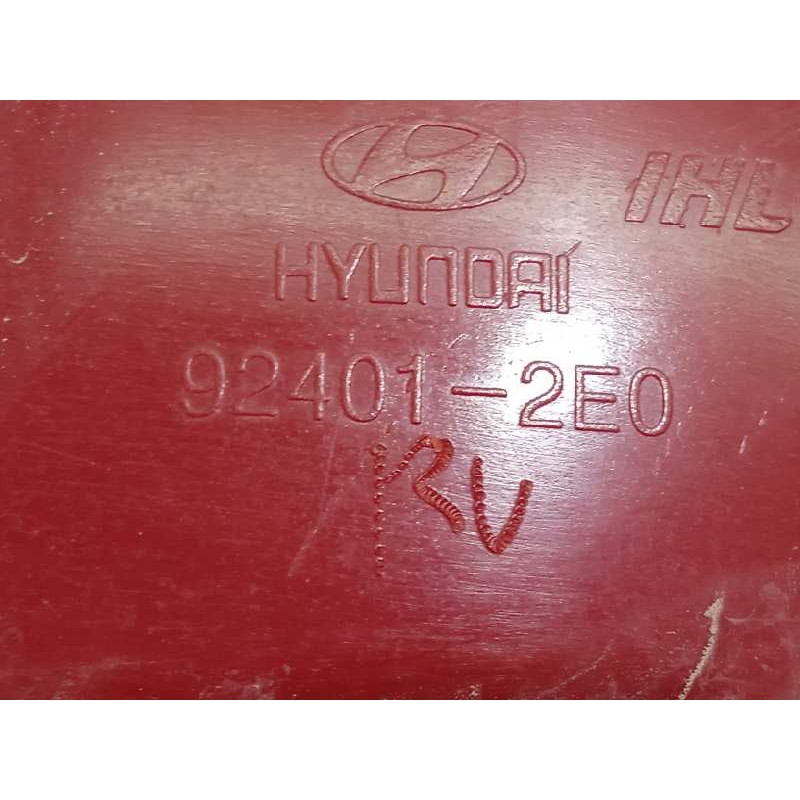 IHL
HYUNDAI
92401-2E0
RV